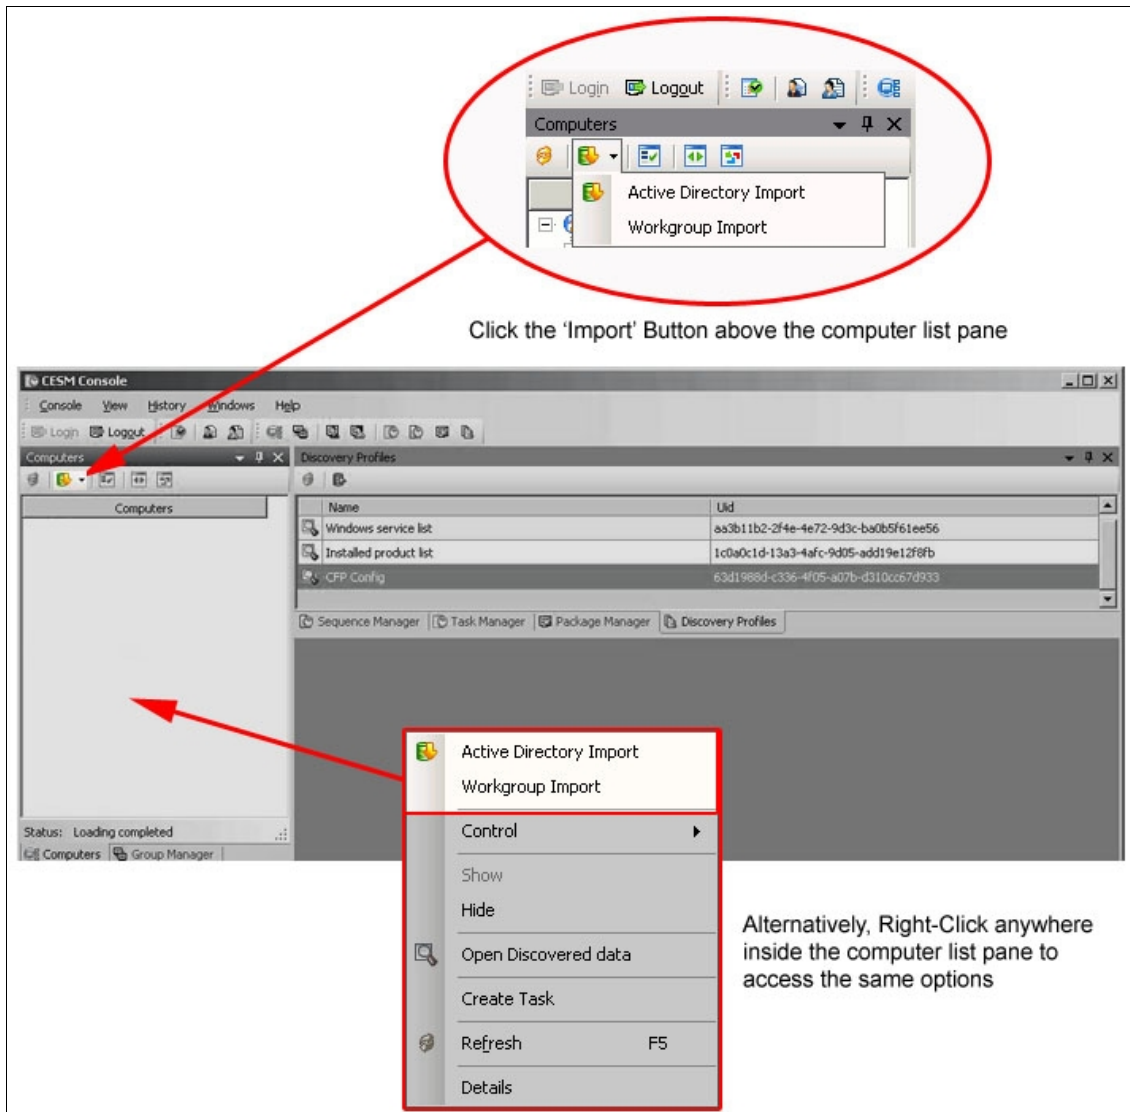 Login Logout
Computers
Active Directory Import
Workgroup Import
Click the ‘Import’ Button above the computer list pane
CESM Console
Console View History Windows Help
Login Logout
Computers Discovery Profiles
Computers
Name Uid
Windows service list aa3b11b2-2f4e-4e72-9d3c-ba0b5f61ee56
Installed product list 1c0a0c1d-13a3-4afc-9d05-add19e12f8fb
CFP Config 63d1988d-c336-4f05-a07b-d310cc67d933
Sequence Manager Task Manager Package Manager Discovery Profiles
Active Directory Import
Workgroup Import
Control
Show
Hide
Open Discovered data
Create Task
Refresh F5
Details
Status: Loading completed
Computers Group Manager
Alternatively, Right-Click anywhere
inside the computer list pane to
access the same options